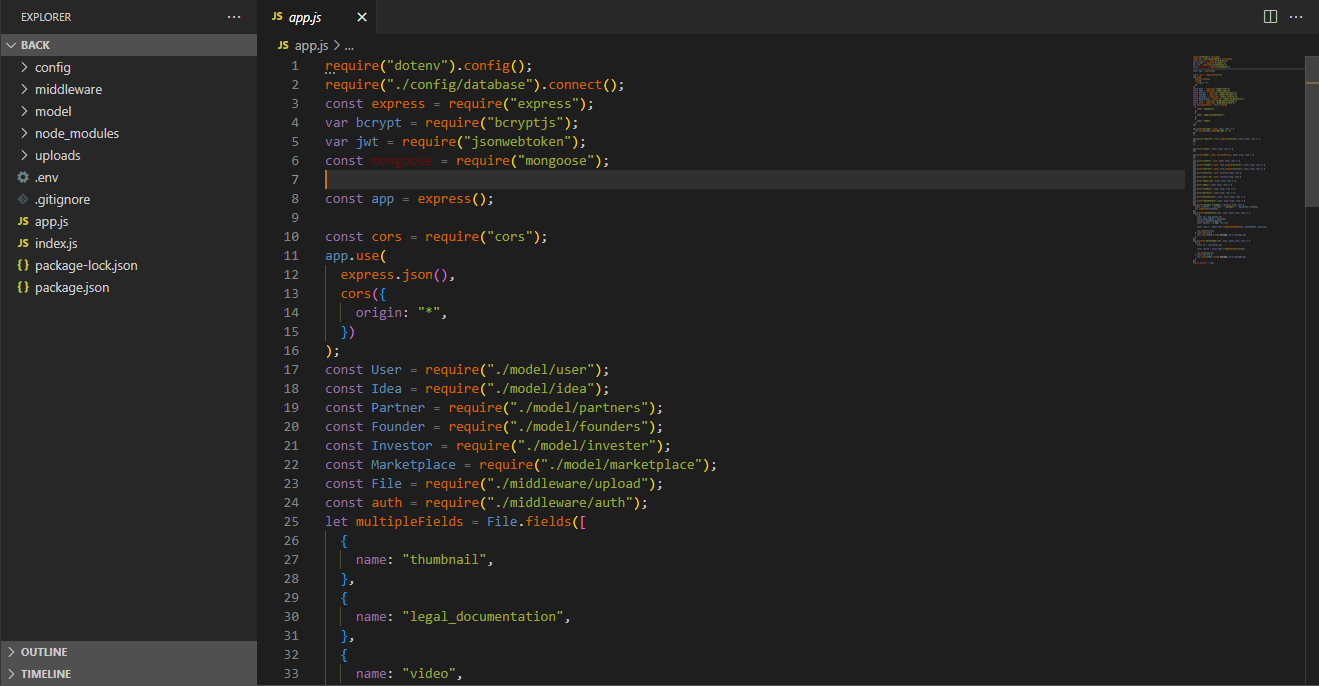 EXPLORER
BACK
config
middleware
model
node_modules
uploads
.env
.gitignore
JS app.js
JS index.js
{} package-lock.json
{} package.json
OUTLINE
TIMELINE
JS app.js
JS app.js > ...
1 require("dotenv").config();
2 require("./config/database").connect();
3 const express = require("express");
4 var bcrypt = require("bcryptjs");
5 var jwt = require("jsonwebtoken");
6 const mongoose = require("mongoose");
7
8 const app = express();
9
10 const cors = require("cors");
11 app.use(
12 express.json(),
13 cors({
14 origin: "*",
15 })
16 );
17 const User = require("./model/user");
18 const Idea = require("./model/idea");
19 const Partner = require("./model/partners");
20 const Founder = require("./model/founders");
21 const Investor = require("./model/invester");
22 const Marketplace = require("./model/marketplace");
23 const File = require("./middleware/upload");
24 const auth = require("./middleware/auth");
25 let multipleFields = File.fields([
26 {
27 name: "thumbnail",
28 },
29 {
30 name: "legal_documentation",
31 },
32 {
33 name: "video",